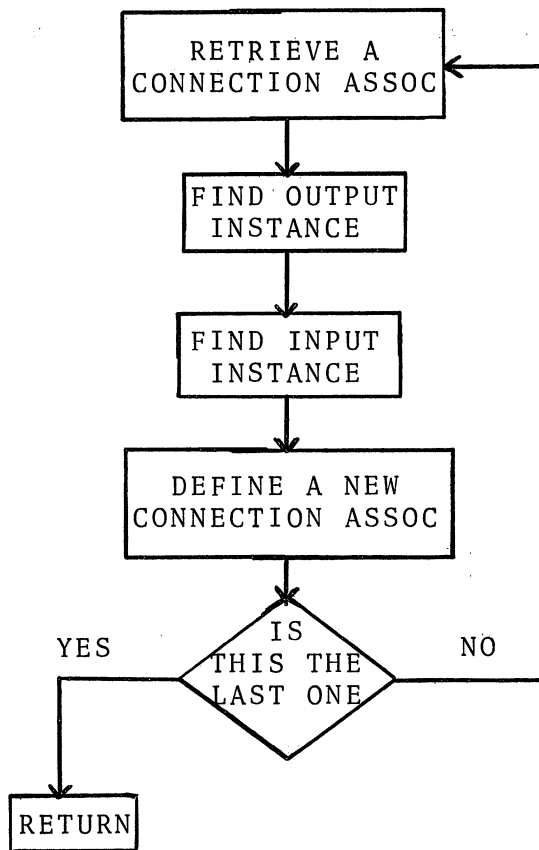 RETRIEVE A
CONNECTION ASSOC
FIND OUTPUT
INSTANCE
FIND INPUT
INSTANCE
DEFINE A NEW
CONNECTION ASSOC
IS
THIS THE
LAST ONE
YES
NO
RETURN